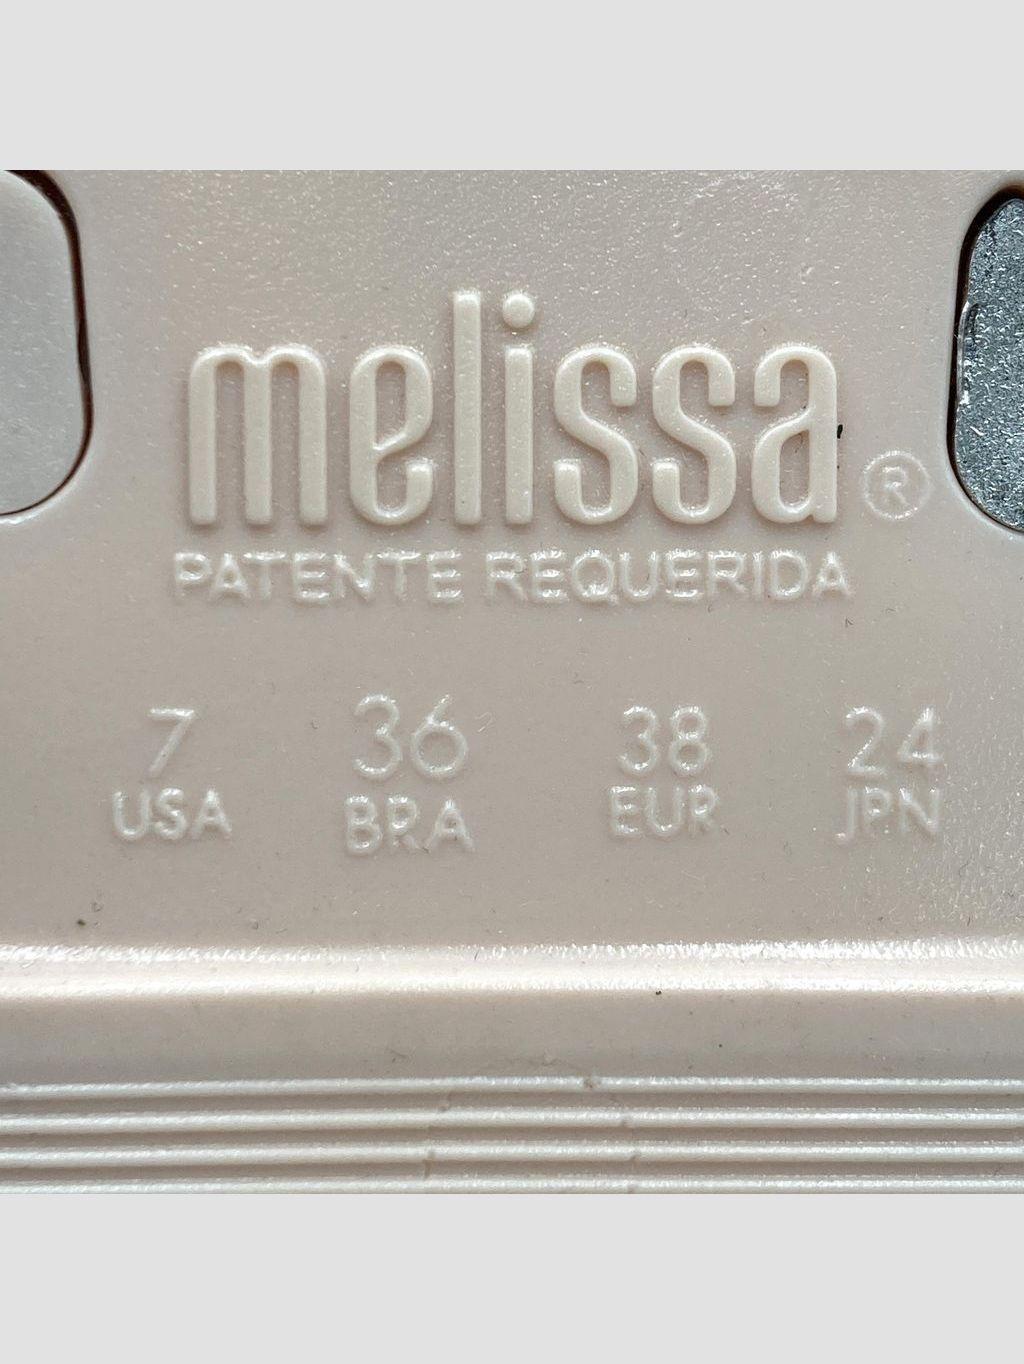 melissa ®
PATENTE REQUERIDA
7 36 38 24
USA BRA EUR JPN